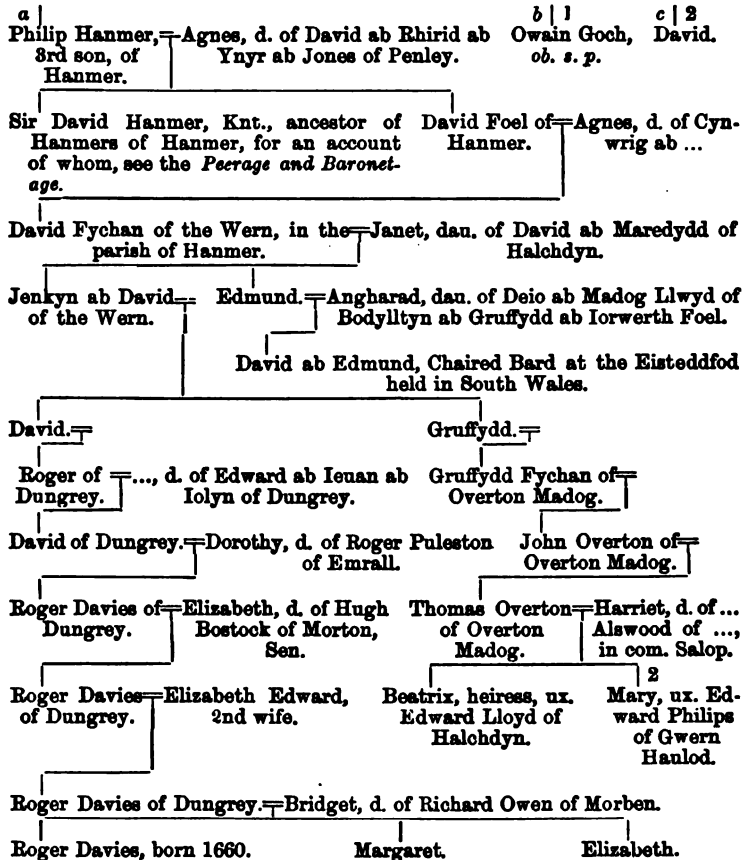 a b 1 c 2
Philip Hanmer,=Agnes, d. of David ab Rhirid ab Owain Goch, David.
3rd son, of Ynyr ab Jones of Penley. ob. s. p.
Hanmer.
Sir David Hanmer, Knt., ancestor of David Foel of=Agnes, d. of Cyn-
Hanmers of Hanmer, for an account Hanmer. wrig ab ...
of whom, see the Peerage and Baronet-
age.
David Fychan of the Wern, in the=Janet, dau. of David ab Maredydd of
parish of Hanmer. Halchdyn.
Jenkyn ab David= Edmund.=Angharad, dau. of Deio ab Madog Llwyd of
of the Wern. Bodylltyn ab Gruffydd ab Iorwerth Foel.
David ab Edmund, Chaired Bard at the Eisteddfod
held in South Wales.
David.= Gruffydd.=
Roger of =..., d. of Edward ab Ieuan ab Gruffydd Fychan of=
Dungrey. Iolyn of Dungrey. Overton Madog.
David of Dungrey.=Dorothy, d. of Roger Puleston John Overton of=
of Emrall. Overton Madog.
Roger Davies of=Elizabeth, d. of Hugh Thomas Overton=Harriet, d. of ...
Dungrey. Bostock of Morton, of Overton Alswood of ...,
Sen. Madog. in com. Salop.
2
Roger Davies=Elizabeth Edward, Beatrix, heiress, ux. Mary, ux. Ed-
of Dungrey. 2nd wife. Edward Lloyd of ward Philips
Halchdyn. of Gwern
Hanlod.
Roger Davies of Dungrey.=Bridget, d. of Richard Owen of Morben.
Roger Davies, born 1660. Margaret. Elizabeth.